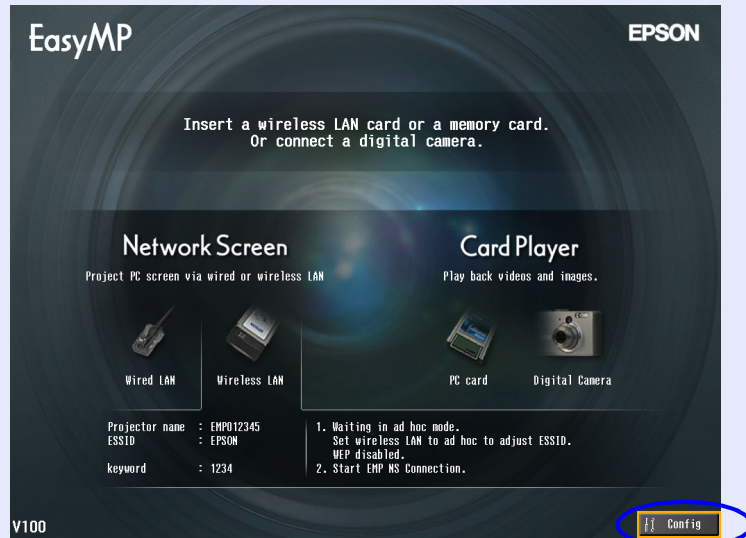 EasyMP
EPSON
Insert a wireless LAN card or a memory card.
Or connect a digital camera.
Network Screen
Project PC screen via wired or wireless LAN
Wired LAN
Wireless LAN
Card Player
Play back videos and images.
PC card
Digital Camera
Projector name : EMP012345
ESSID : EPSON
keyword : 1234
1. Waiting in ad hoc mode.
Set wireless LAN to ad hoc to adjust ESSID.
WEP disabled.
2. Start EMP NS Connection.
V100
Config